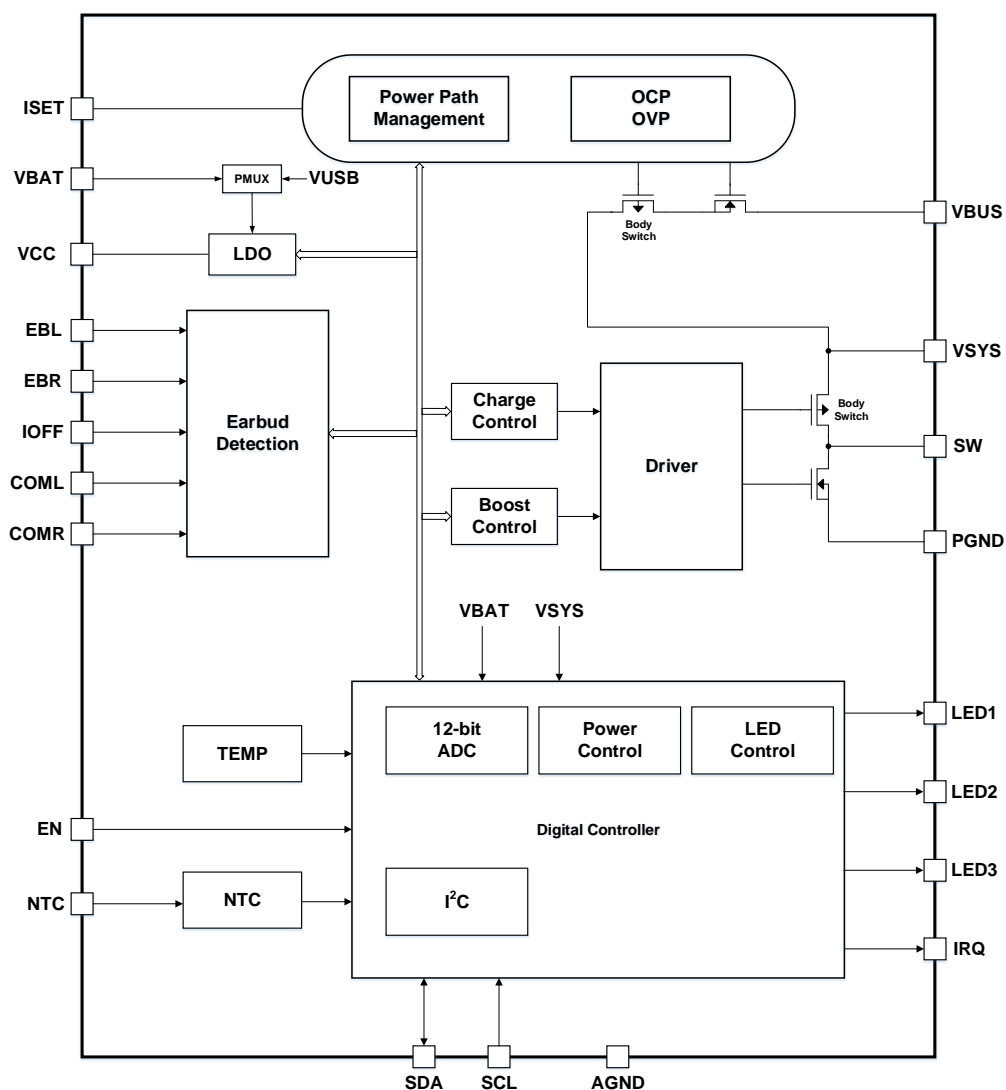 Power Path
Management
OCP
OVP
ISET
VBAT
PMUX
VUSB
VBUS
Body
Switch
VCC
LDO
EBL
EBR
IOFF
COML
COMR
Earbud
Detection
Charge
Control
Boost
Control
Driver
VSYS
Body
Switch
SW
PGND
VBAT
VSYS
12-bit
ADC
Power
Control
LED
Control
TEMP
Digital Controller
EN
NTC
NTC
I²C
LED1
LED2
LED3
IRQ
SDA
SCL
AGND